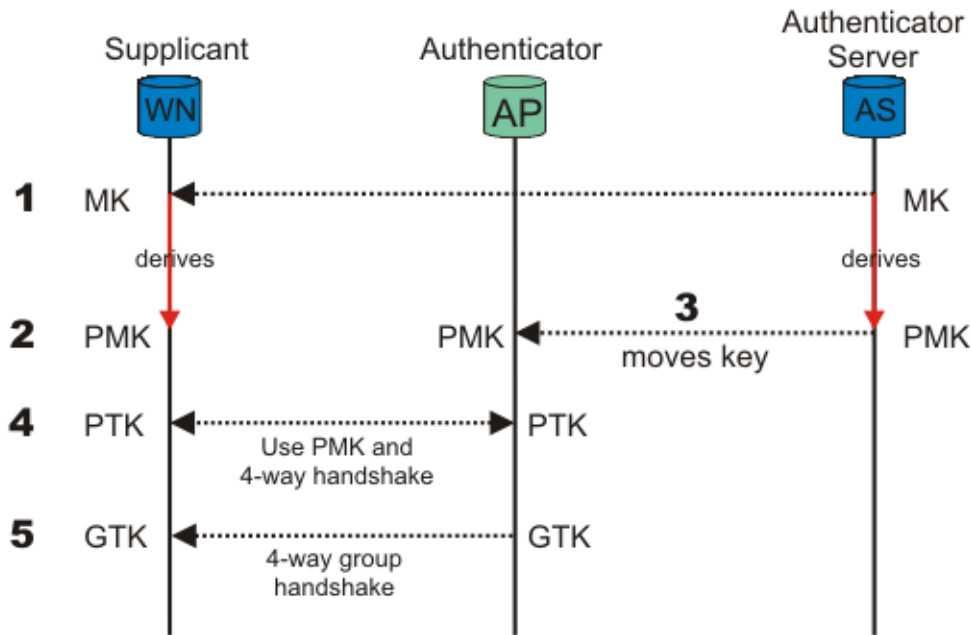 Supplicant
Authenticator
Authenticator
Server
WN
AP
AS
1
MK
MK
derives
derives
3
2
PMK
PMK
moves key
PMK
4
PTK
PTK
Use PMK and
4-way handshake
5
GTK
GTK
4-way group
handshake